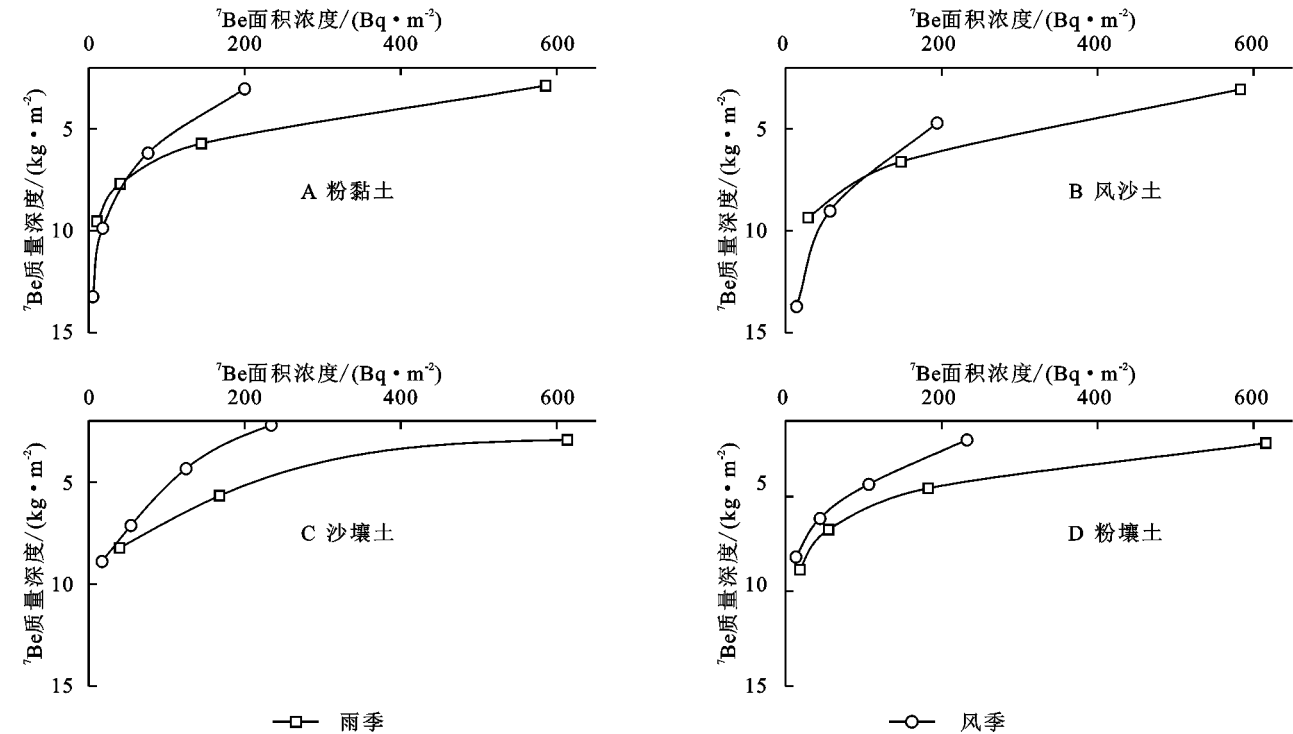 ⁷Be面积浓度/(Bq·m⁻²)
0 200 400 600
⁷Be质量深度/(kg·m⁻²)
5
10
15
A 粉黏土
⁷Be面积浓度/(Bq·m⁻²)
0 200 400 600
⁷Be质量深度/(kg·m⁻²)
5
10
15
B 风沙土
⁷Be面积浓度/(Bq·m⁻²)
0 200 400 600
⁷Be质量深度/(kg·m⁻²)
5
10
15
C 沙壤土
⁷Be面积浓度/(Bq·m⁻²)
0 200 400 600
⁷Be质量深度/(kg·m⁻²)
5
10
15
D 粉壤土
雨季
风季